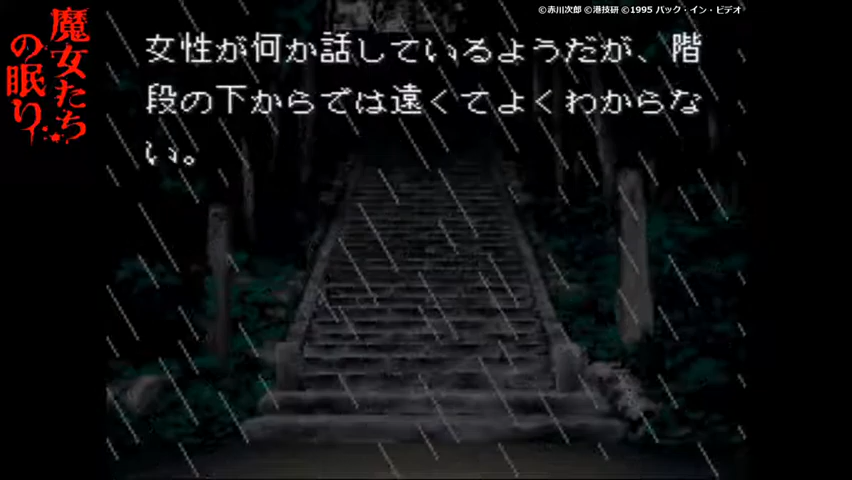 ©赤川次郎 ©港技研 ©1995 パック・イン・ビデオ
魔女たち
の眠り
女性が何か話しているようだが、階
段の下からでは遠くてよくわからな
い。